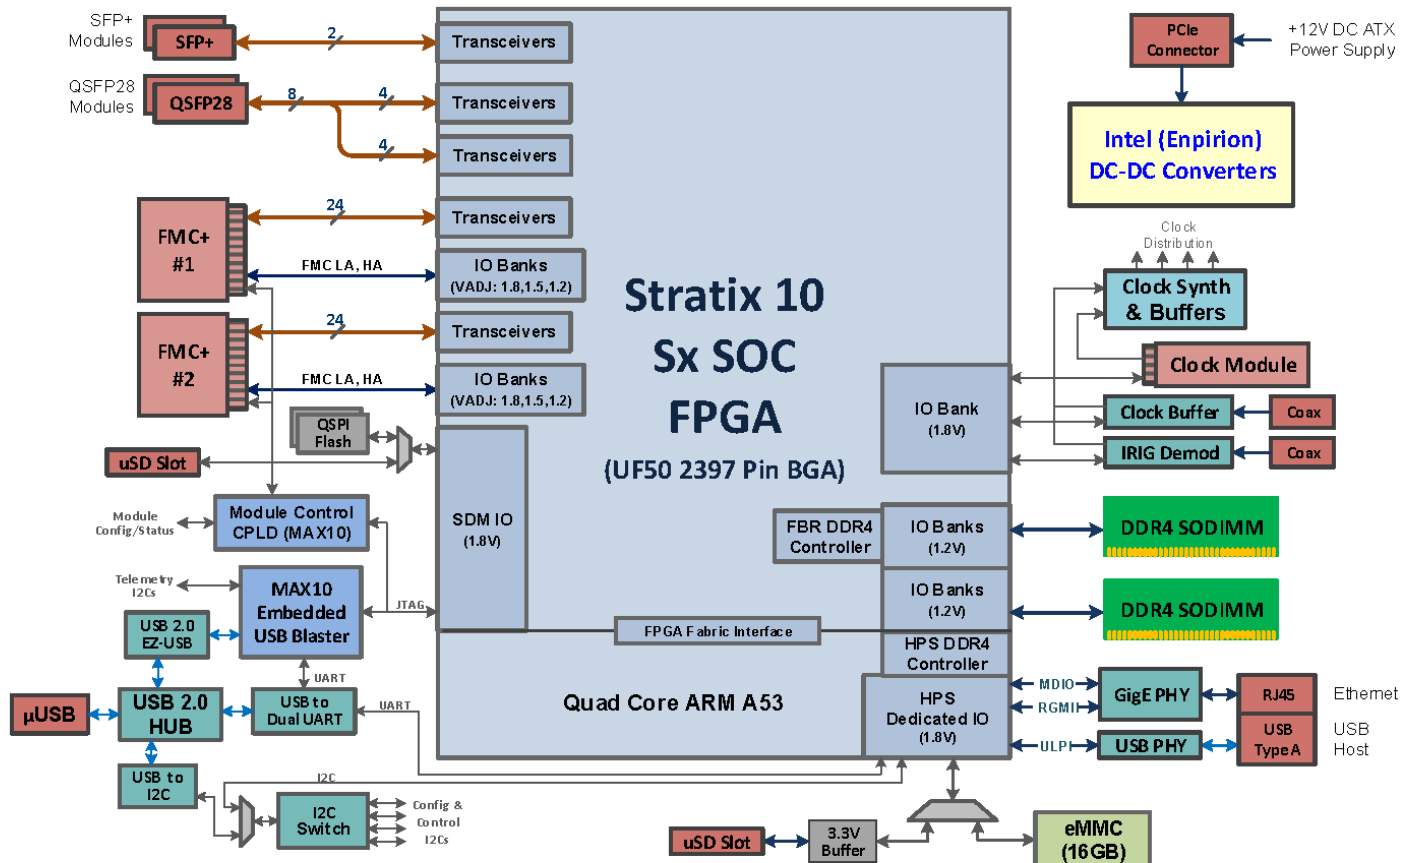 SFP+
Modules
SFP+
2
Transceivers
QSFP28
Modules
QSFP28
8
4
Transceivers
4
Transceivers
PCIe
Connector
+12V DC ATX
Power Supply
Intel (Enpirion)
DC-DC Converters
FMC+
#1
24
Transceivers
FMC LA, HA
IO Banks
(VADJ: 1.8,1.5,1.2)
FMC+
#2
24
Transceivers
FMC LA, HA
IO Banks
(VADJ: 1.8,1.5,1.2)
Stratix 10
Sx SOC
FPGA
(UF50 2397 Pin BGA)
Clock
Distribution
Clock Synth
& Buffers
Clock Module
IO Bank
(1.8V)
Clock Buffer
Coax
IRIG Demod
Coax
QSPI
Flash
uSD Slot
SDM IO
(1.8V)
Module
Config/Status
Module Control
CPLD (MAX10)
FBR DDR4
Controller
IO Banks
(1.2V)
DDR4 SODIMM
Telemetry
I2Cs
MAX10
Embedded
USB Blaster
JTAG
IO Banks
(1.2V)
DDR4 SODIMM
USB 2.0
EZ-USB
FPGA Fabric Interface
HPS DDR4
Controller
UART
µUSB
USB 2.0
HUB
USB to
Dual UART
UART
Quad Core ARM A53
HPS
Dedicated IO
(1.8V)
MDIO
RGMII
GigE PHY
RJ45
Ethernet
ULPI
USB PHY
USB
Type A
USB
Host
USB to
I2C
I2C
I2C
Switch
Config &
Control
I2Cs
uSD Slot
3.3V
Buffer
eMMC
(16GB)